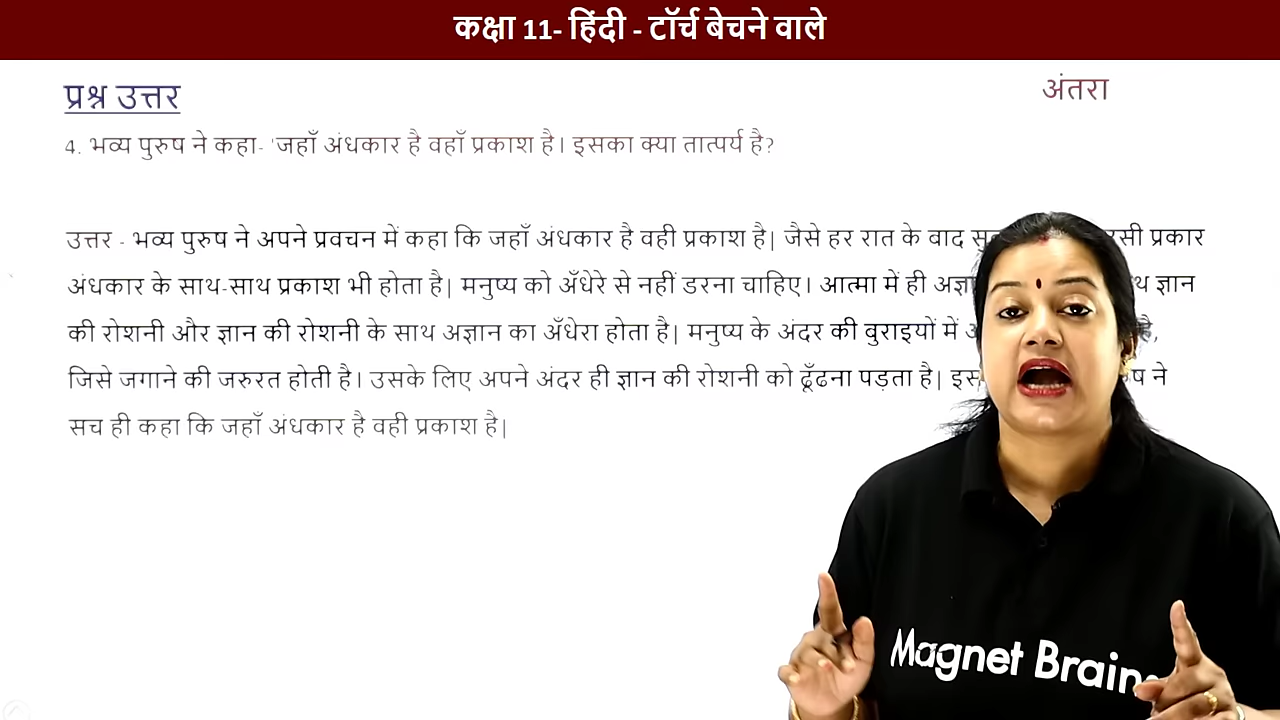 कक्षा 11- हिंदी - टॉर्च बेचने वाले
प्रश्न उत्तर
अंतरा
4. भव्य पुरुष ने कहा- 'जहाँ अंधकार है वहाँ प्रकाश है। इसका क्या तात्पर्य है?
उत्तर - भव्य पुरुष ने अपने प्रवचन में कहा कि जहाँ अंधकार है वही प्रकाश है| जैसे हर रात के बाद प्रकार
अंधकार के साथ-साथ प्रकाश भी होता है| मनुष्य को अँधेरे से नहीं डरना चाहिए। आत्मा में ही ज्ञान
की रोशनी और ज्ञान की रोशनी के साथ अज्ञान का अँधेरा होता है| मनुष्य के अंदर की बुराइयों में
जिसे जगाने की जरुरत होती है। उसके लिए अपने अंदर ही ज्ञान की रोशनी को ढूँढना पड़ता है| ने
सच ही कहा कि जहाँ अंधकार है वही प्रकाश है|
Magnet